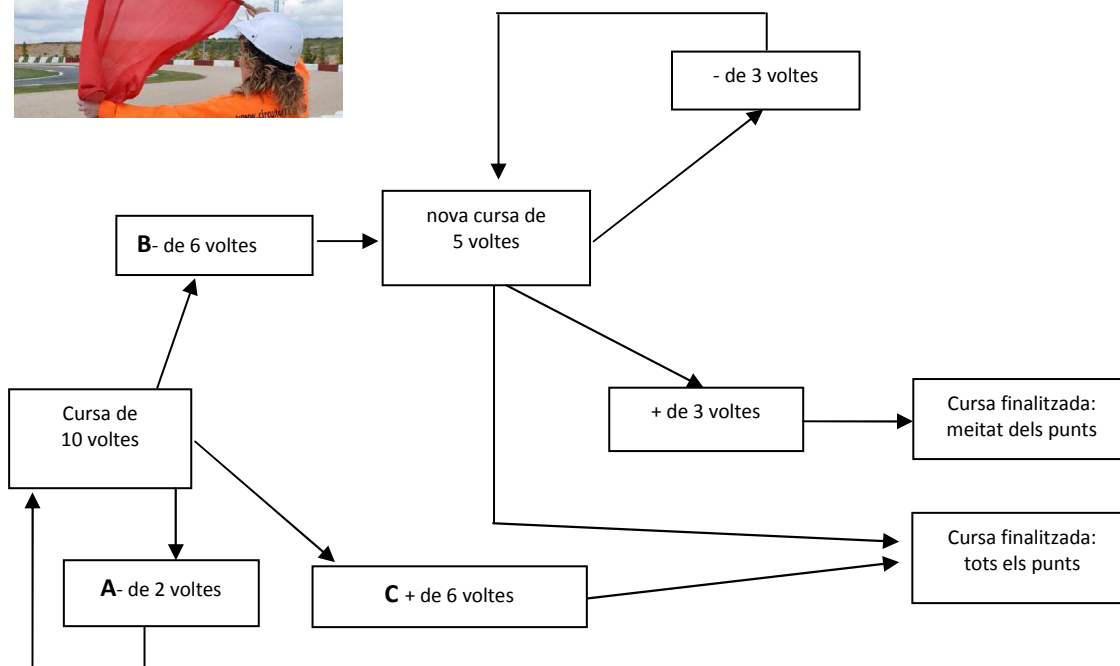 - de 3 voltes
nova cursa de
5 voltes
B- de 6 voltes
Cursa de
10 voltes
+ de 3 voltes
Cursa finalitzada:
meitat dels punts
Cursa finalitzada:
tots els punts
A- de 2 voltes
C + de 6 voltes